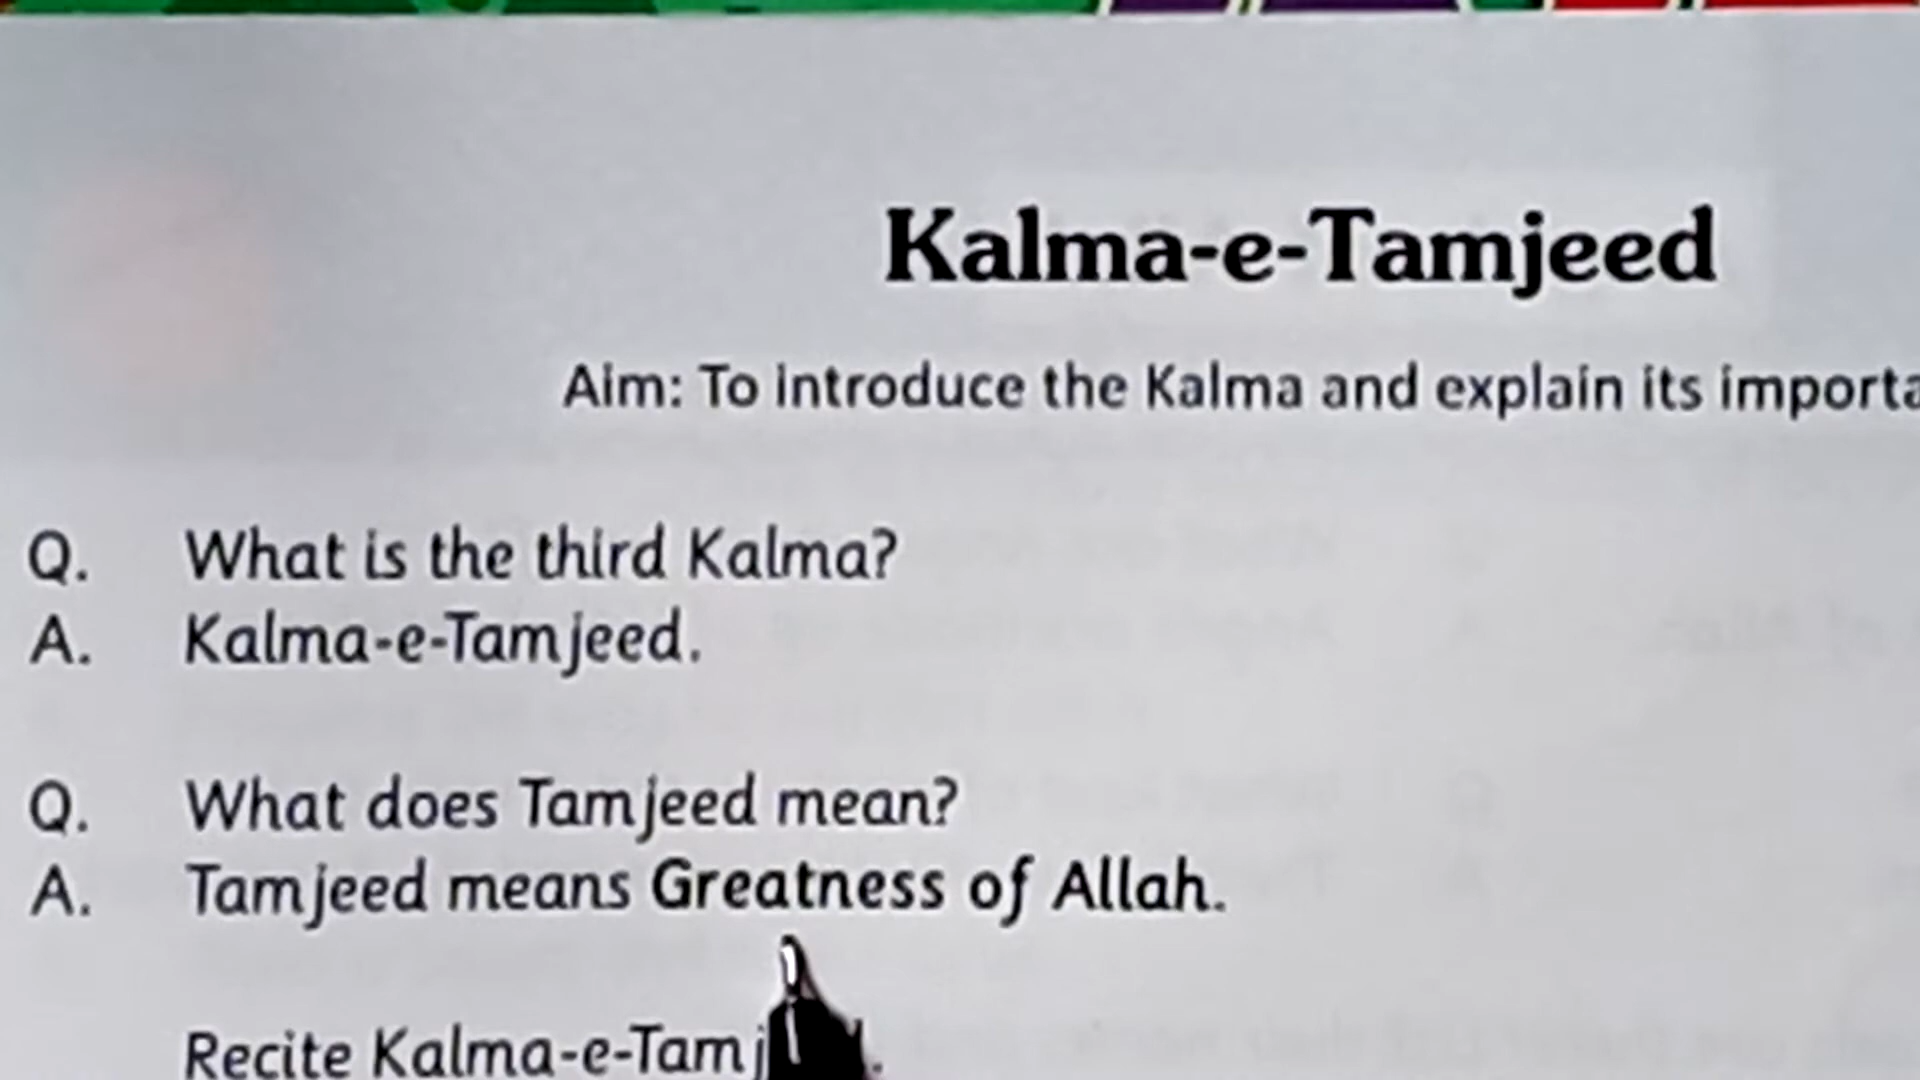 Kalma-e-Tamjeed
Aim: To introduce the Kalma and explain its importa
Q. What is the third Kalma?
A. Kalma-e-Tamjeed.
Q. What does Tamjeed mean?
A. Tamjeed means Greatness of Allah.
Recite Kalma-e-Tamj